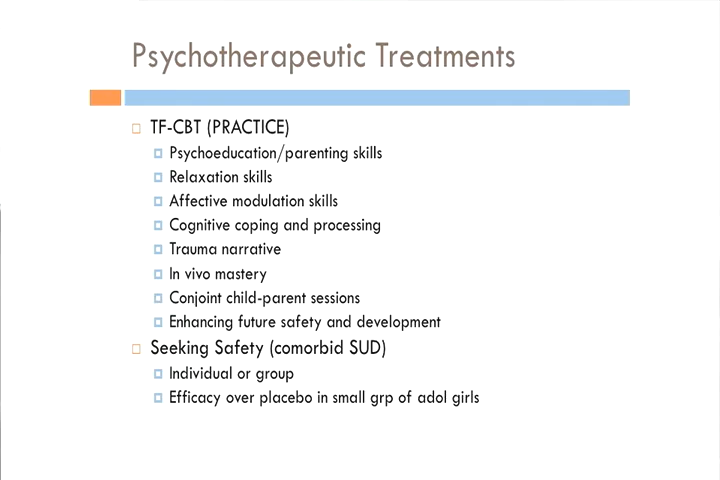 Psychotherapeutic Treatments
TF-CBT (PRACTICE)
Psychoeducation/parenting skills
Relaxation skills
Affective modulation skills
Cognitive coping and processing
Trauma narrative
In vivo mastery
Conjoint child-parent sessions
Enhancing future safety and development
Seeking Safety (comorbid SUD)
Individual or group
Efficacy over placebo in small grp of adol girls